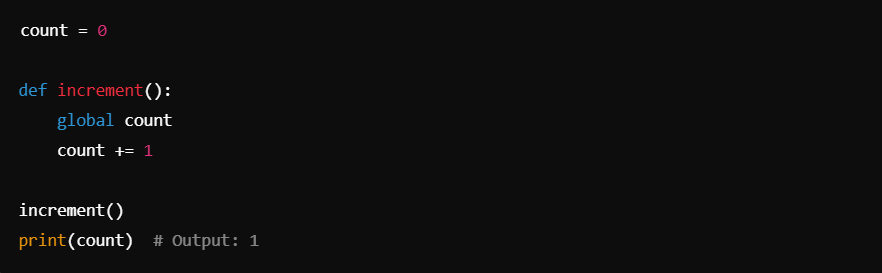 count = 0
def increment():
    global count
    count += 1
increment()
print(count)  # Output: 1